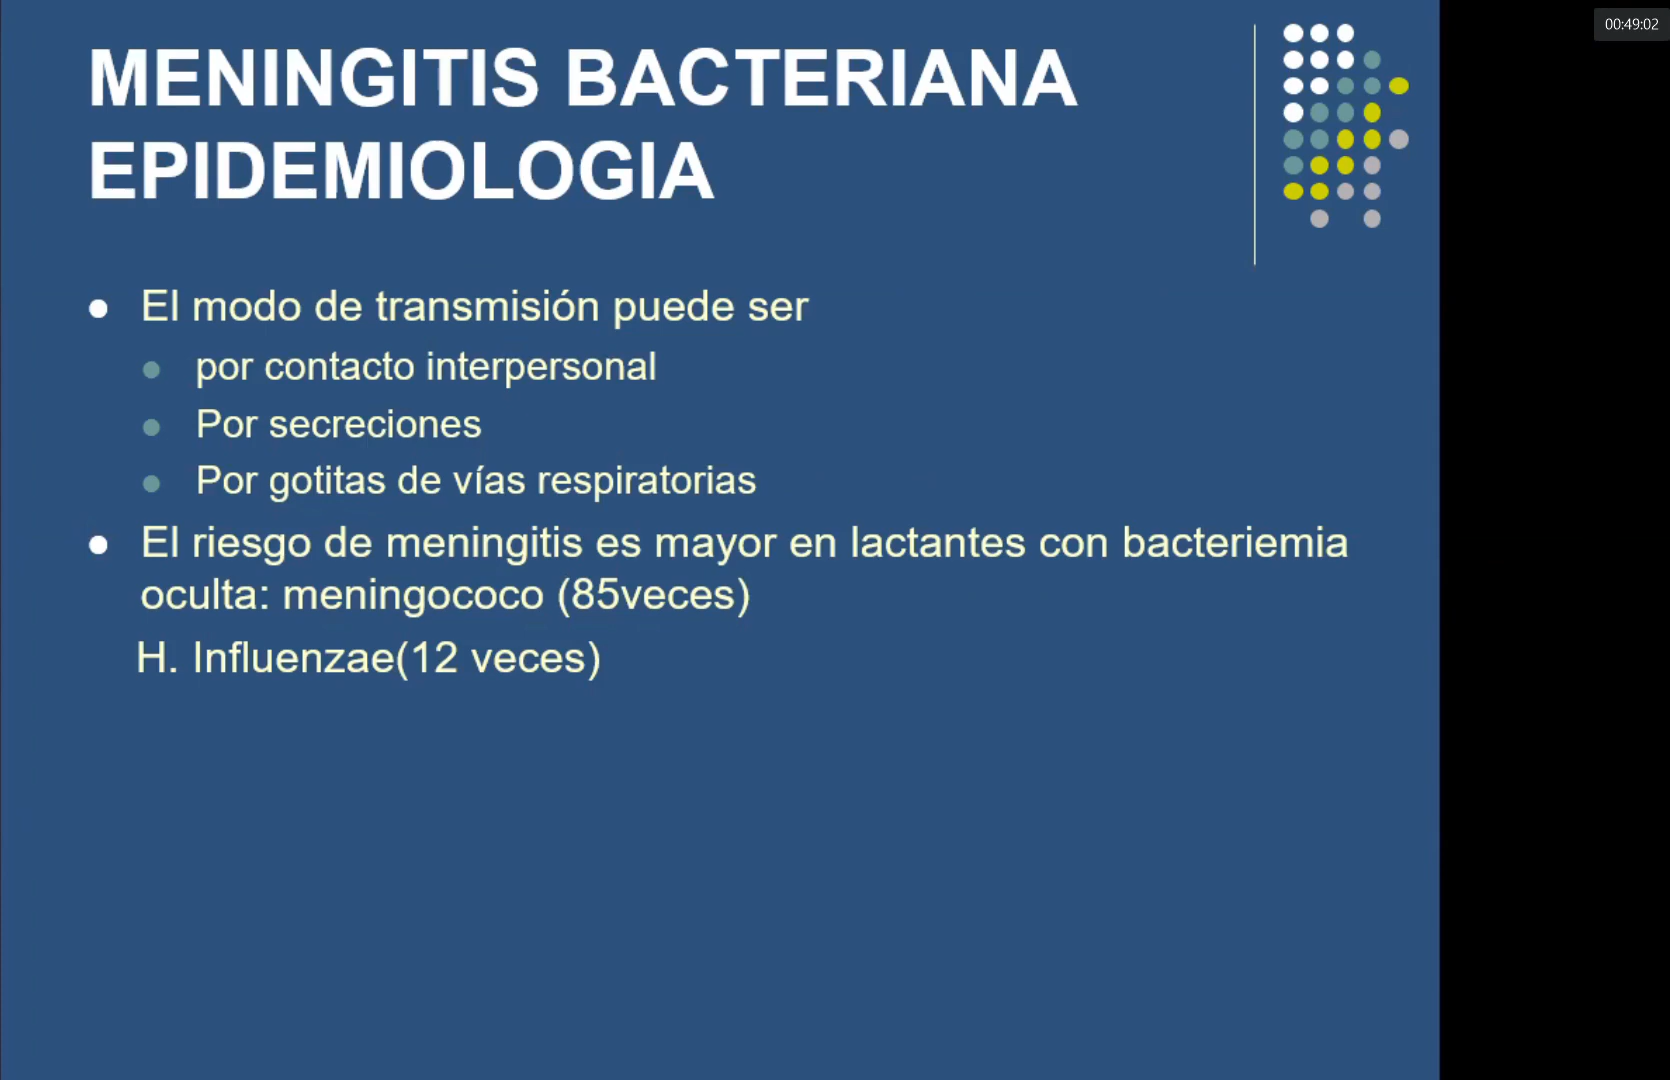 00:49:02
MENINGITIS BACTERIANA
EPIDEMIOLOGIA
El modo de transmisión puede ser
por contacto interpersonal
Por secreciones
Por gotitas de vías respiratorias
El riesgo de meningitis es mayor en lactantes con bacteriemia
oculta: meningococo (85veces)
H. Influenzae(12 veces)